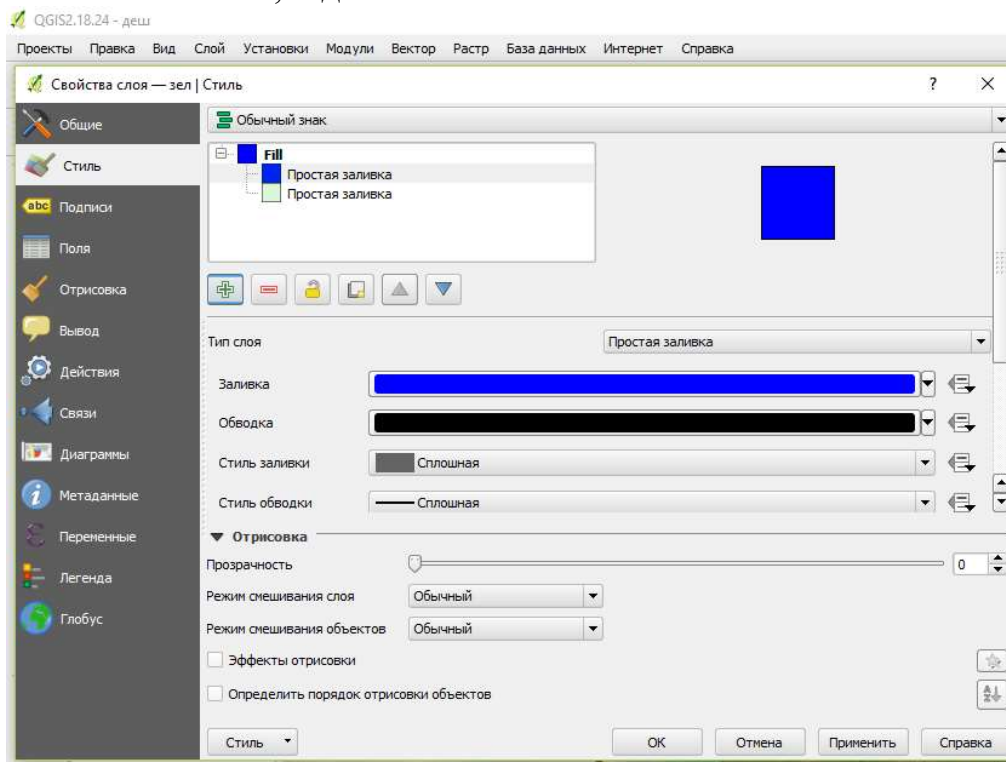 QGIS2.18.24 - деш
Проекты Правка Вид Слой Установки Модули Вектор Растр База данных Интернет Справка
Свойства слоя — зел | Стиль ?
Общие
Стиль
abc Подписи
Поля
Отрисовка
Вывод
Действия
Связи
Диаграммы
Метаданные
Переменные
Легенда
Глобус
Обычный знак
Fill
Простая заливка
Простая заливка
Тип слоя Простая заливка
Заливка
Обводка
Стиль заливки Сплошная
Стиль обводки Сплошная
Отрисовка
Прозрачность 0
Режим смешивания слоя Обычный
Режим смешивания объектов Обычный
Эффекты отрисовки
Определить порядок отрисовки объектов
Стиль OK Отмена Применить Справка